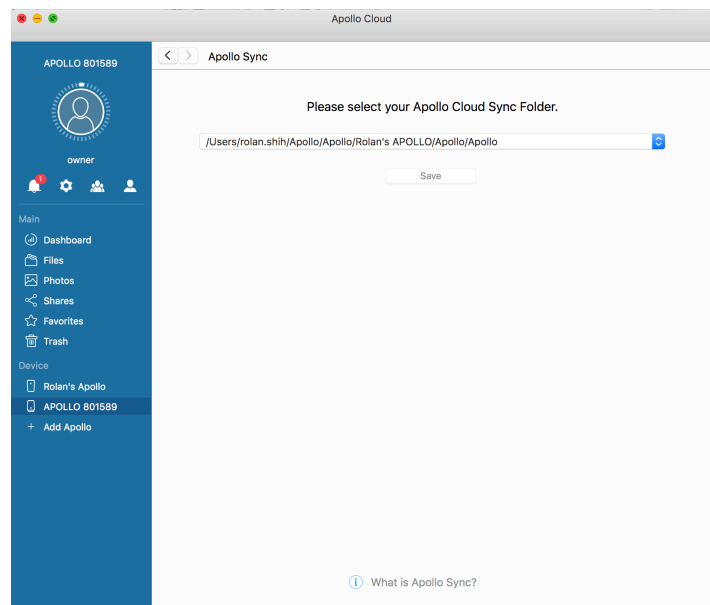 Apollo Cloud
APOLLO 801589
owner
1
Main
Dashboard
Files
Photos
Shares
Favorites
Trash
Device
Rolan's Apollo
APOLLO 801589
+ Add Apollo
< > Apollo Sync
Please select your Apollo Cloud Sync Folder.
/Users/rolan.shih/Apollo/Apollo/Rolan's APOLLO/Apollo/Apollo
Save
i What is Apollo Sync?